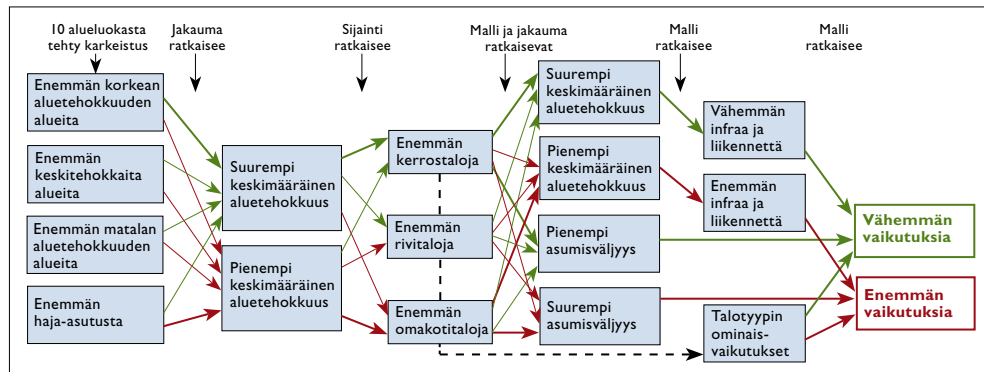 10 alueluokasta
tehty karkeistus
Jakauma
ratkaisee
Sijainti
ratkaisee
Malli ja jakauma
ratkaisevat
Malli
ratkaisee
Malli
ratkaisee
Enemmän korkean
aluetehokkuuden
alueita
Enemmän
keskitehokkaita
alueita
Enemmän matalan
aluetehokkuuden
alueita
Enemmän
haja-asutusta
Suurempi
keskimääräinen
aluetehokkuus
Pienempi
keskimääräinen
aluetehokkuus
Enemmän
kerrostaloja
Enemmän
rivitaloja
Enemmän
omakotitaloja
Suurempi
keskimääräinen
aluetehokkuus
Pienempi
keskimääräinen
aluetehokkuus
Pienempi
asumisväljyys
Suurempi
asumisväljyys
Vähemmän
infraa ja
liikennettä
Enemmän
infraa ja
liikennettä
Talotyypin
ominais-
vaikutukset
Vähemmän
vaikutuksia
Enemmän
vaikutuksia